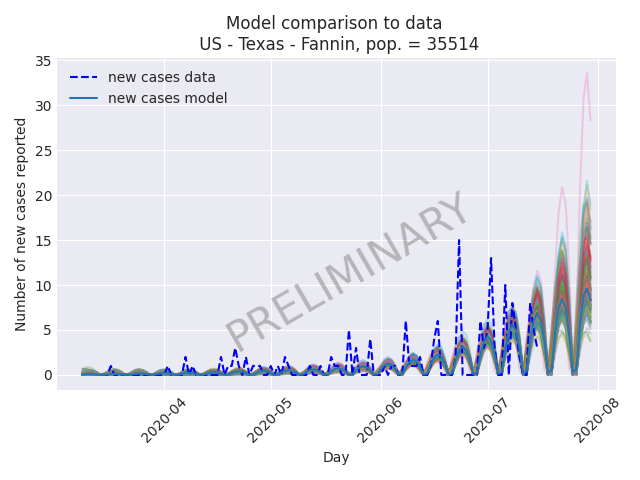 Model comparison to data
US - Texas - Fannin, pop. = 35514
Number of new cases reported
35
30
25
20
15
10
5
0
new cases data
new cases model
PRELIMINARY
2020-04
2020-05
2020-06
2020-07
2020-08
Day